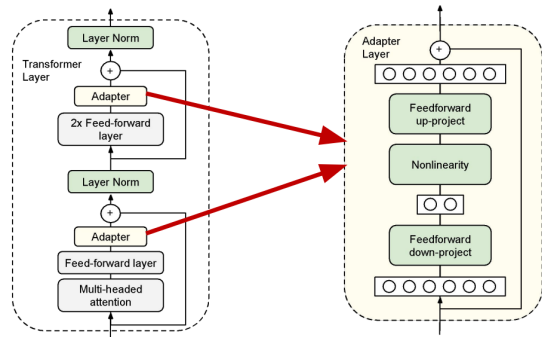 Layer Norm
Transformer
Layer
+
Adapter
2x Feed-forward
layer
Layer Norm
+
Adapter
Feed-forward layer
Multi-headed
attention
Adapter
Layer
+
Feedforward
up-project
Nonlinearity
Feedforward
down-project